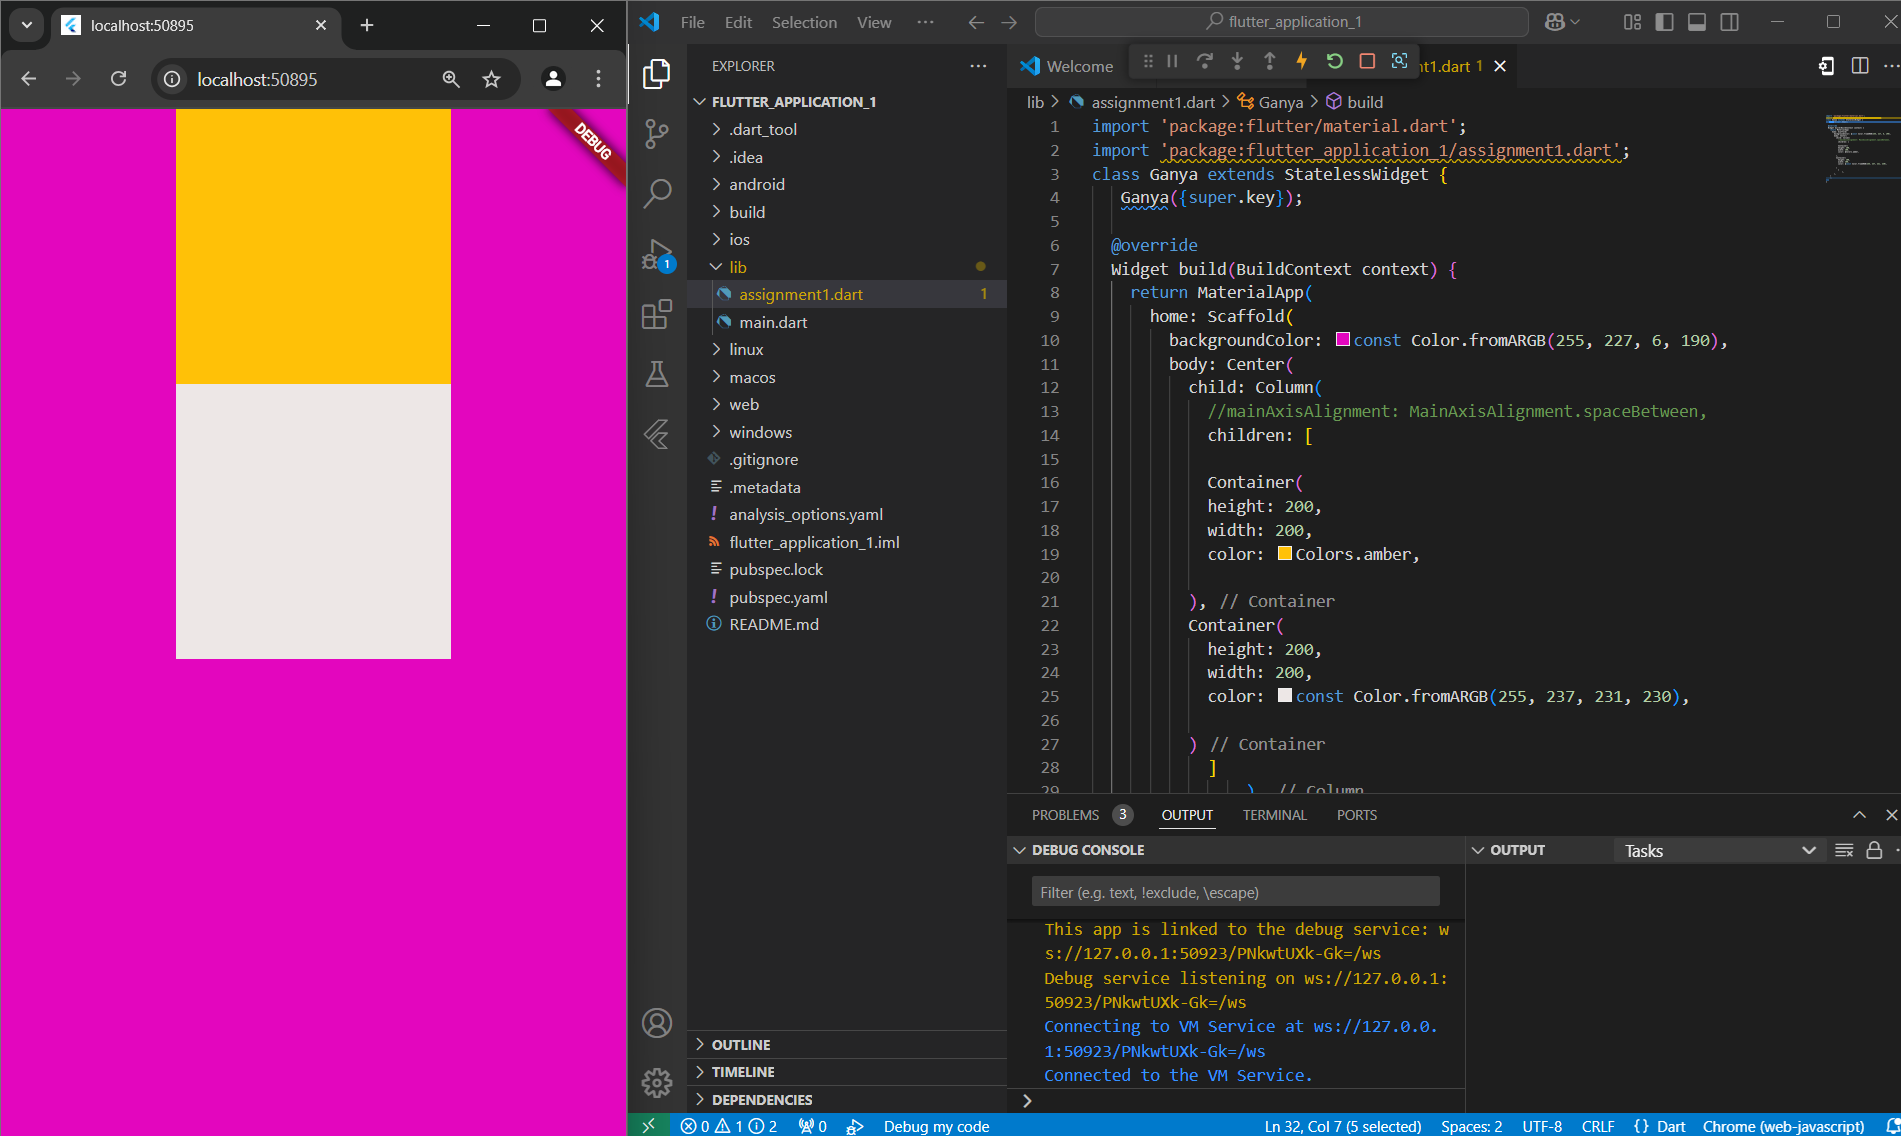 localhost:50895
localhost:50895
DEBUG
File Edit Selection View ···
flutter_application_1
EXPLORER
FLUTTER_APPLICATION_1
.dart_tool
.idea
android
build
ios
lib
assignment1.dart 1
main.dart
linux
macos
web
windows
.gitignore
.metadata
analysis_options.yaml
flutter_application_1.iml
pubspec.lock
pubspec.yaml
README.md
OUTLINE
TIMELINE
DEPENDENCIES
1
Welcome
nt1.dart 1
lib > assignment1.dart > Ganya > build
1 import 'package:flutter/material.dart';
2 import 'package:flutter_application_1/assignment1.dart';
3 class Ganya extends StatelessWidget {
4 Ganya({super.key});
5
6 @override
7 Widget build(BuildContext context) {
8 return MaterialApp(
9 home: Scaffold(
10 backgroundColor: const Color.fromARGB(255, 227, 6, 190),
11 body: Center(
12 child: Column(
13 //mainAxisAlignment: MainAxisAlignment.spaceBetween,
14 children: [
15
16 Container(
17 height: 200,
18 width: 200,
19 color: Colors.amber,
20
21 ), // Container
22 Container(
23 height: 200,
24 width: 200,
25 color: const Color.fromARGB(255, 237, 231, 230),
26
27 ) // Container
28 ]
29 ) // Column
PROBLEMS 3 OUTPUT TERMINAL PORTS
DEBUG CONSOLE
Filter (e.g. text, !exclude, \escape)
This app is linked to the debug service: w
s://127.0.0.1:50923/PNkwtUXk-Gk=/ws
Debug service listening on ws://127.0.0.1:
50923/PNkwtUXk-Gk=/ws
Connecting to VM Service at ws://127.0.0.
1:50923/PNkwtUXk-Gk=/ws
Connected to the VM Service.
OUTPUT
Tasks
0 1 2 0 Debug my code
Ln 32, Col 7 (5 selected) Spaces: 2 UTF-8 CRLF {} Dart Chrome (web-javascript)